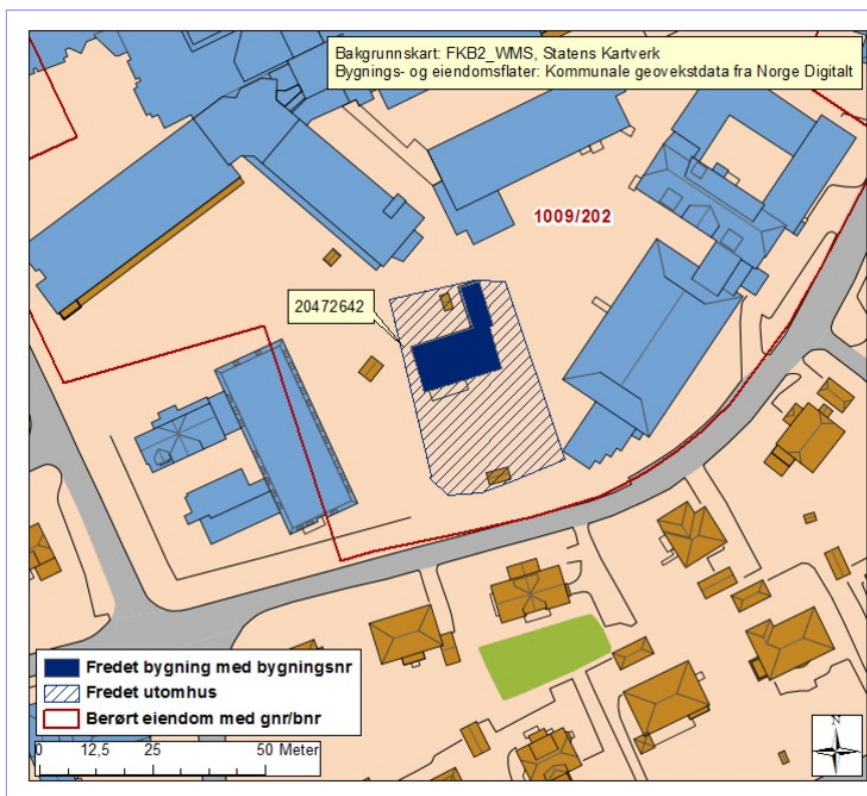 Bakgrunnskart: FKB2_WMS, Statens Kartverk
Bygnings- og eiendomsflater: Kommunale geovekstdata fra Norge Digitalt
1009/202
20472642
Fredet bygning med bygningsnr
Fredet utomhus
Berørt eiendom med gnr/bnr
0 12,5 25 50 Meter